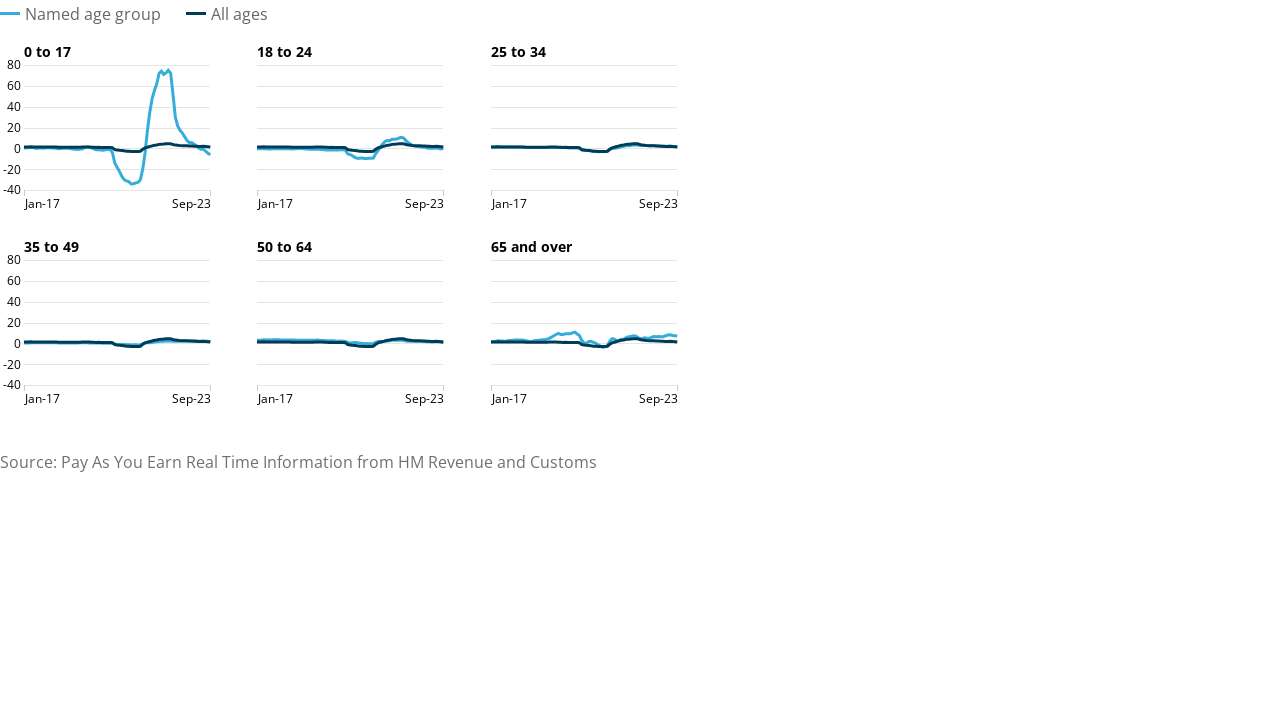 Named age group All ages
0 to 17 18 to 24 25 to 34
80
60
40
20
0
-20
-40
Jan-17 Sep-23 Jan-17 Sep-23 Jan-17 Sep-23
35 to 49 50 to 64 65 and over
80
60
40
20
0
-20
-40
Jan-17 Sep-23 Jan-17 Sep-23 Jan-17 Sep-23
Source: Pay As You Earn Real Time Information from HM Revenue and Customs